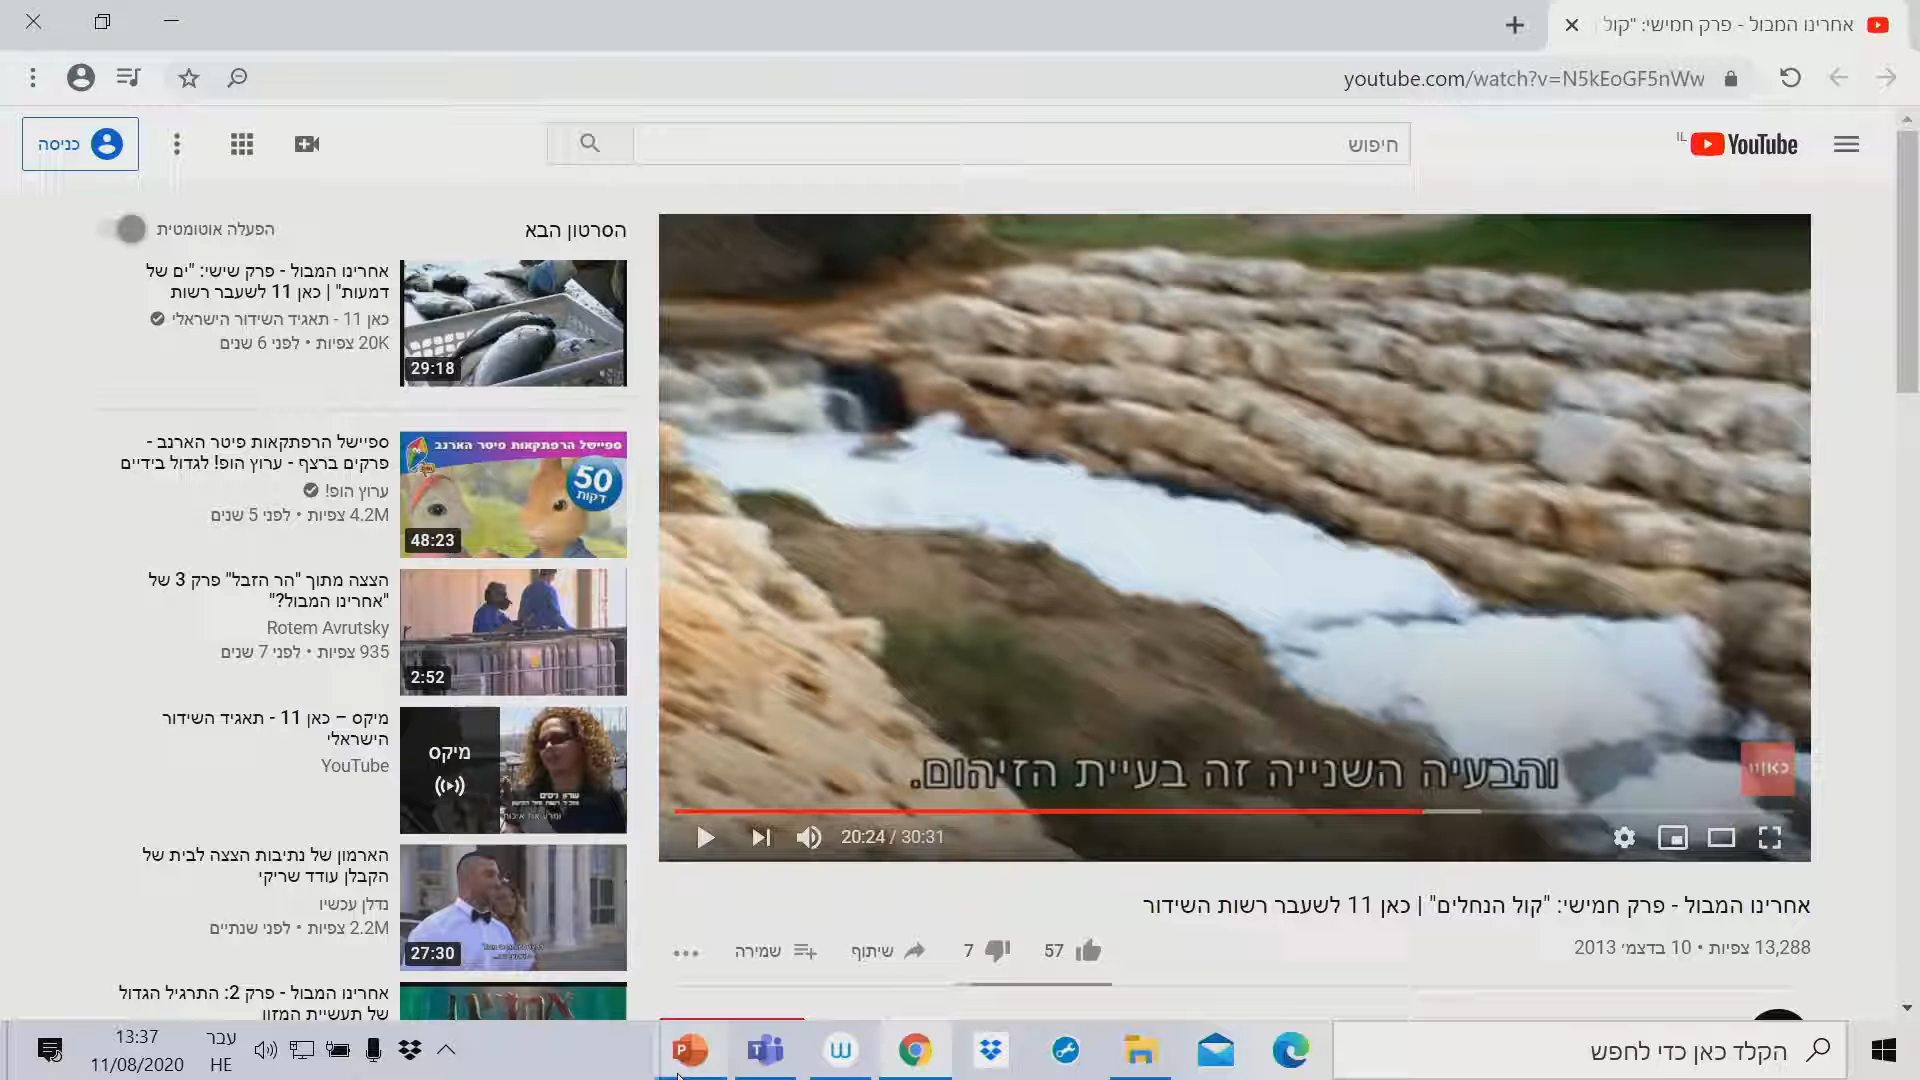 אחרינו המבול - פרק חמישי: "קול
youtube.com/watch?v=N5kEoGF5nWw
כניסה
חיפוש
YouTube IL
הסרטון הבא
הפעלה אוטומטית
אחרינו המבול - פרק שישי: "ים של
דמעות" | כאן 11 לשעבר רשות
כאן 11 - תאגיד השידור הישראלי
20K צפיות • לפני 6 שנים
29:18
ספיישל הרפתקאות פיטר הארנב -
פרקים ברצף - ערוץ הופ! לגדול בידיים
ערוץ הופ!
4.2M צפיות • לפני 5 שנים
ספיישל הרפתקאות פיטר הארנב
50
דקות
48:23
הצצה מתוך "הר הזבל" פרק 3 של
"אחרינו המבול?"
Rotem Avrutsky
935 צפיות • לפני 7 שנים
2:52
מיקס – כאן 11 - תאגיד השידור
הישראלי
YouTube
מיקס
הארמון של נתיבות הצצה לבית של
הקבלן עודד שריקי
נדלן עכשיו
2.2M צפיות • לפני שנתיים
27:30
אחרינו המבול - פרק 2: התרגיל הגדול
של תעשיית המזון
והבעיה השנייה זה בעיית הזיהום.
כאן11
20:24 / 30:31
אחרינו המבול - פרק חמישי: "קול הנחלים" | כאן 11 לשעבר רשות השידור
13,288 צפיות • 10 בדצמ׳ 2013
57
7
שיתוף
שמירה
הקלד כאן כדי לחפש
עבר
HE
13:37
11/08/2020